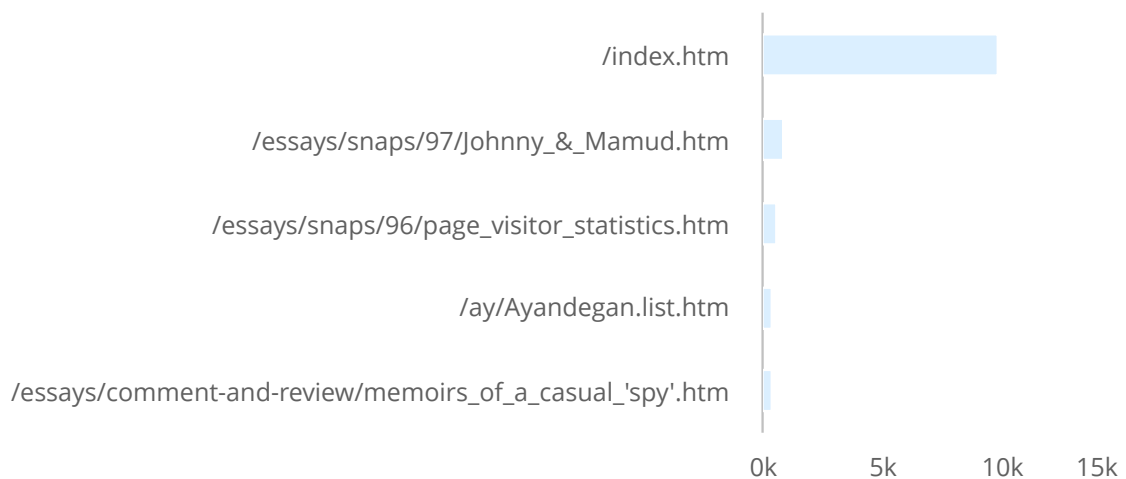 /index.htm
/essays/snaps/97/Johnny_&_Mamud.htm
/essays/snaps/96/page_visitor_statistics.htm
/ay/Ayandegan.list.htm
/essays/comment-and-review/memoirs_of_a_casual_'spy'.htm
0k 5k 10k 15k